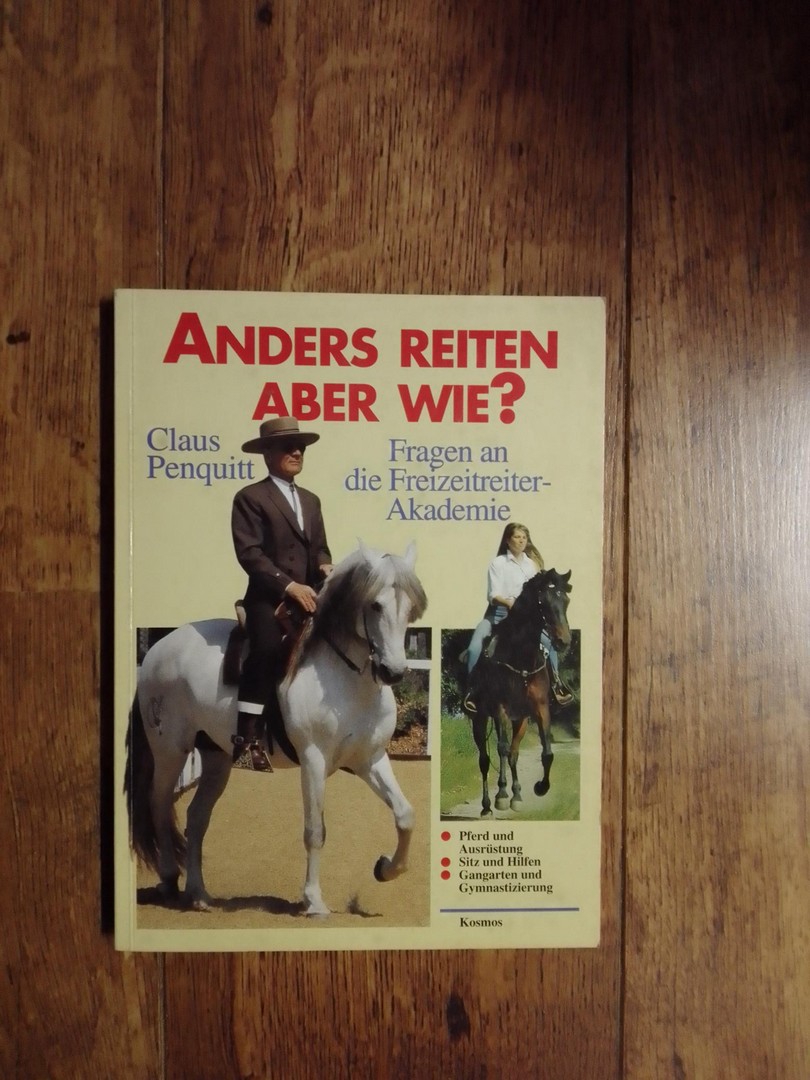 ANDERS REITEN
ABER WIE?
Claus
Penquitt
Fragen an
die Freizeitreiter-
Akademie
Pferd und
Ausrüstung
Sitz und Hilfen
Gangarten und
Gymnastizierung
Kosmos